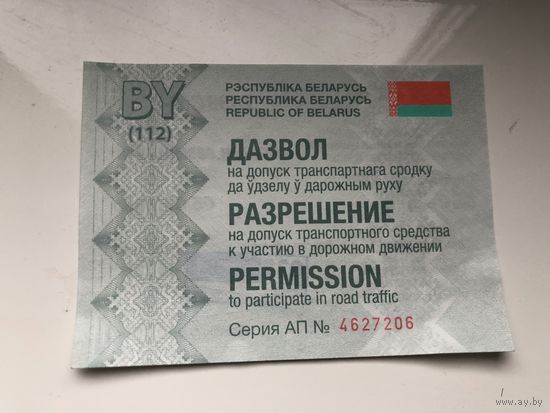 BY
(112)
РЭСПУБЛІКА БЕЛАРУСЬ
РЕСПУБЛИКА БЕЛАРУСЬ
REPUBLIC OF BELARUS
ДАЗВОЛ
на допуск транспартнага сродку
да ўдзелу ў дарожным руху
РАЗРЕШЕНИЕ
на допуск транспортного средства
к участию в дорожном движении
PERMISSION
to participate in road traffic
Серия АП № 4627206
www.ay.by